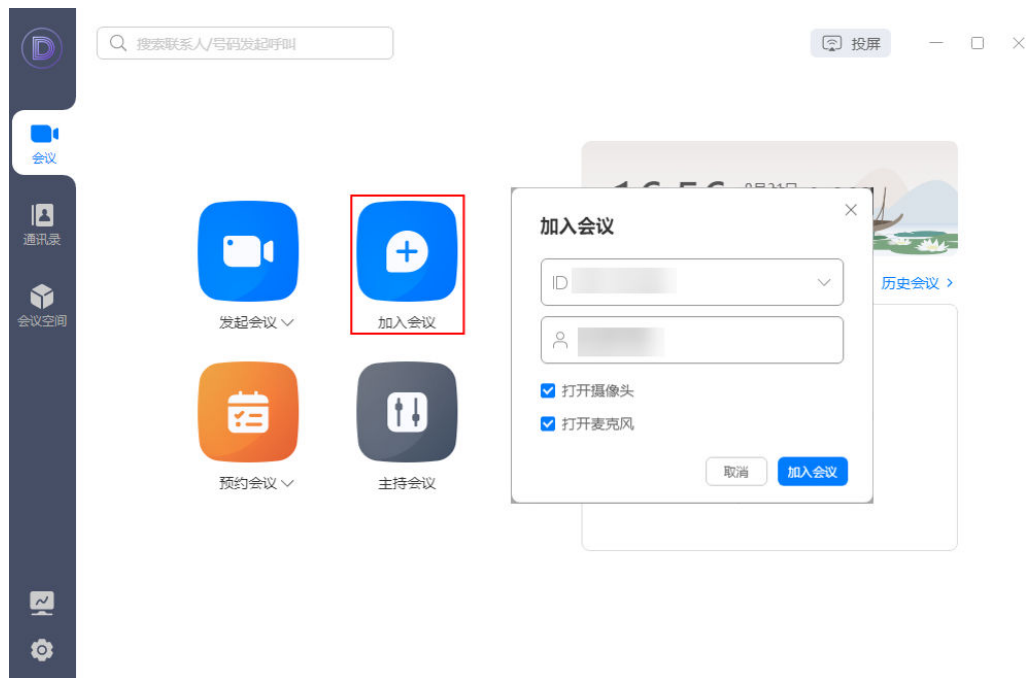 D
搜索联系人/号码发起呼叫
投屏
会议
通讯录
会议空间
发起会议
加入会议
预约会议
主持会议
历史会议
加入会议
ID
打开摄像头
打开麦克风
取消
加入会议